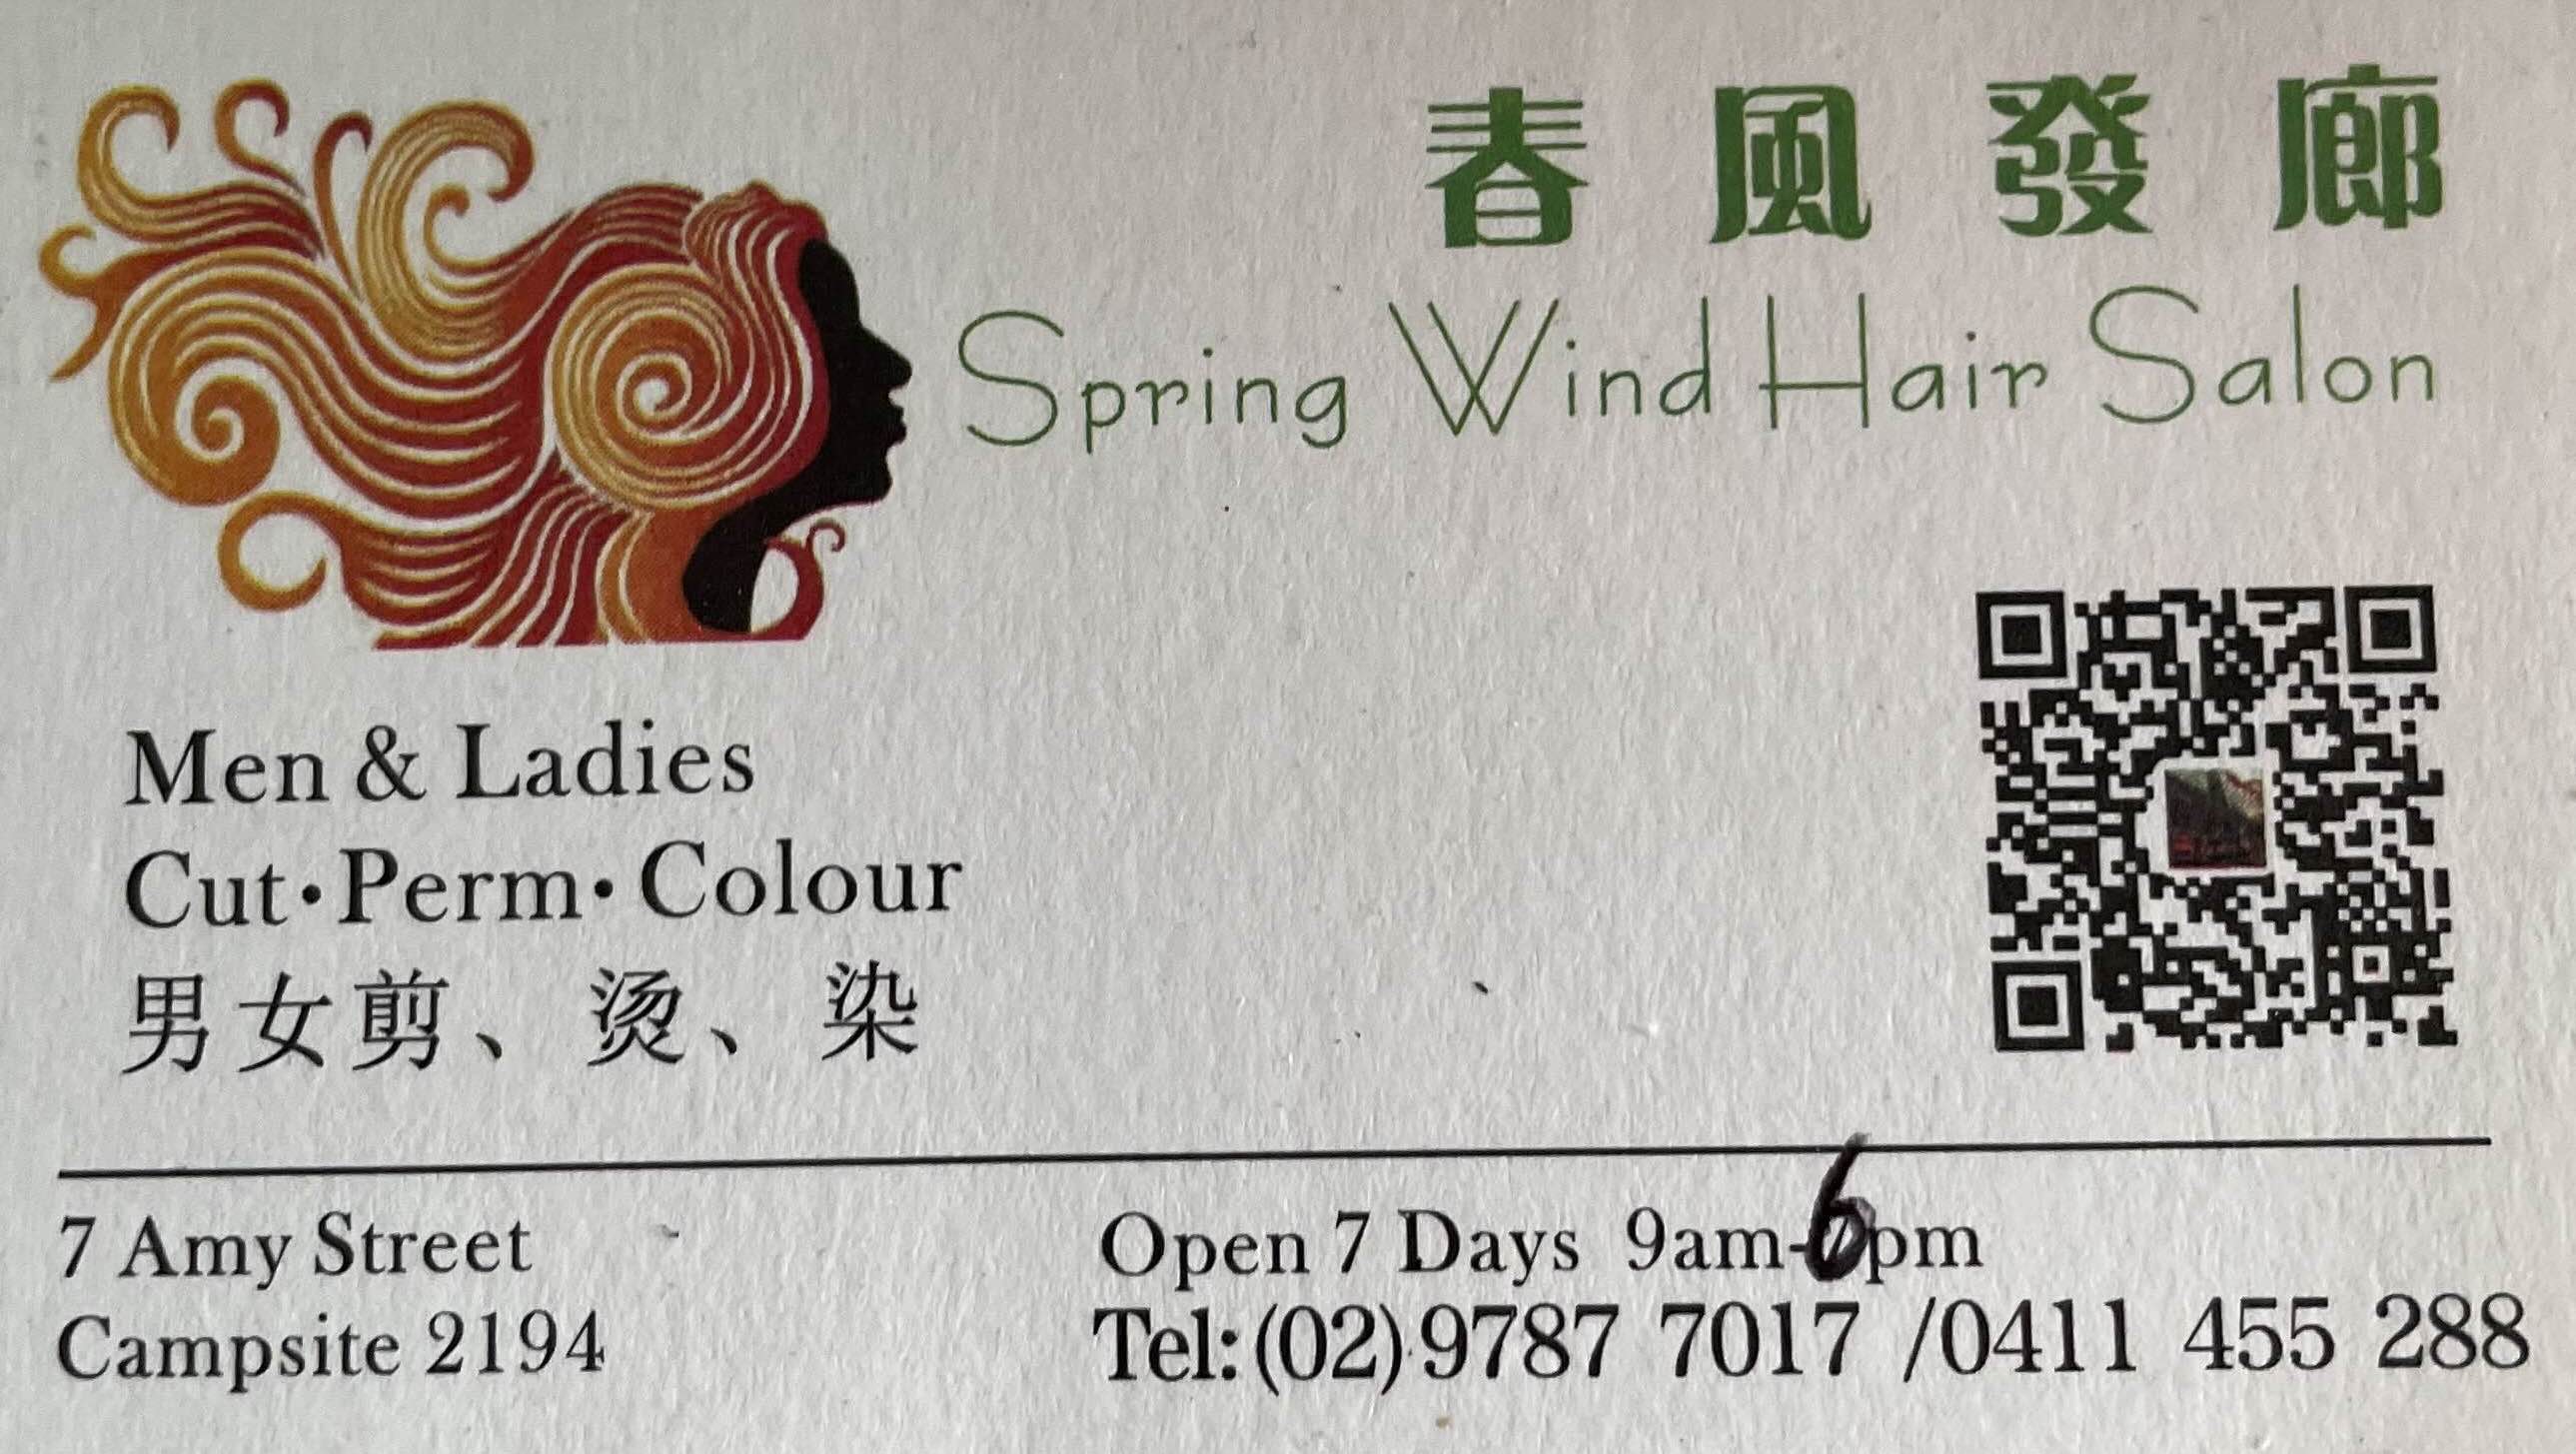 春風發廊
Spring Wind Hair Salon
Men & Ladies
Cut·Perm·Colour
男女剪、烫、染
7 Amy Street
Campsite 2194
Open 7 Days 9am-6pm
Tel:(02) 9787 7017 /0411 455 288